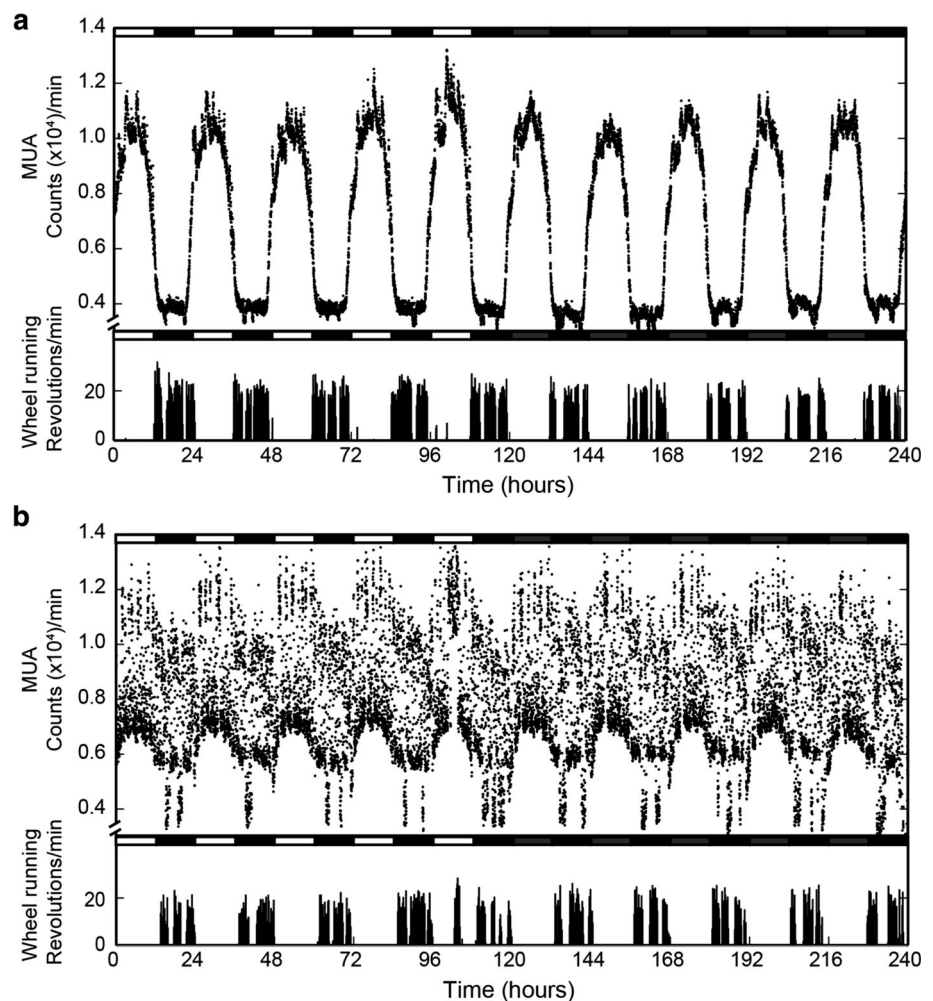 a
MUA
Counts (x10⁴)/min
1.4
1.2
1.0
0.8
0.6
0.4
Wheel running
Revolutions/min
20
0
0 24 48 72 96 120 144 168 192 216 240
Time (hours)
b
MUA
Counts (x10⁴)/min
1.4
1.2
1.0
0.8
0.6
0.4
Wheel running
Revolutions/min
20
0
0 24 48 72 96 120 144 168 192 216 240
Time (hours)